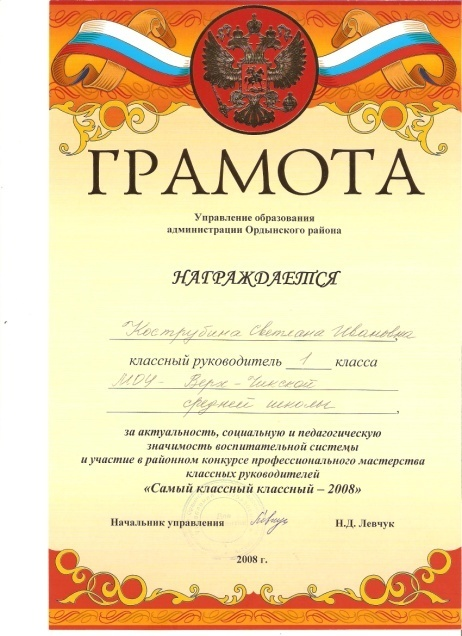 ГРАМОТА
Управление образования
администрации Ордынского района
НАГРАЖДАЕТСЯ
Кострубина Светлана Ивановна,
классный руководитель 1 класса
МОУ - Верх - Чикской
средней школы,
за актуальность, социальную и педагогическую
значимость воспитательной системы
и участие в районном конкурсе профессионального мастерства
классных руководителей
«Самый классный классный – 2008»
Начальник управления Н.Д. Левчук
2008 г.